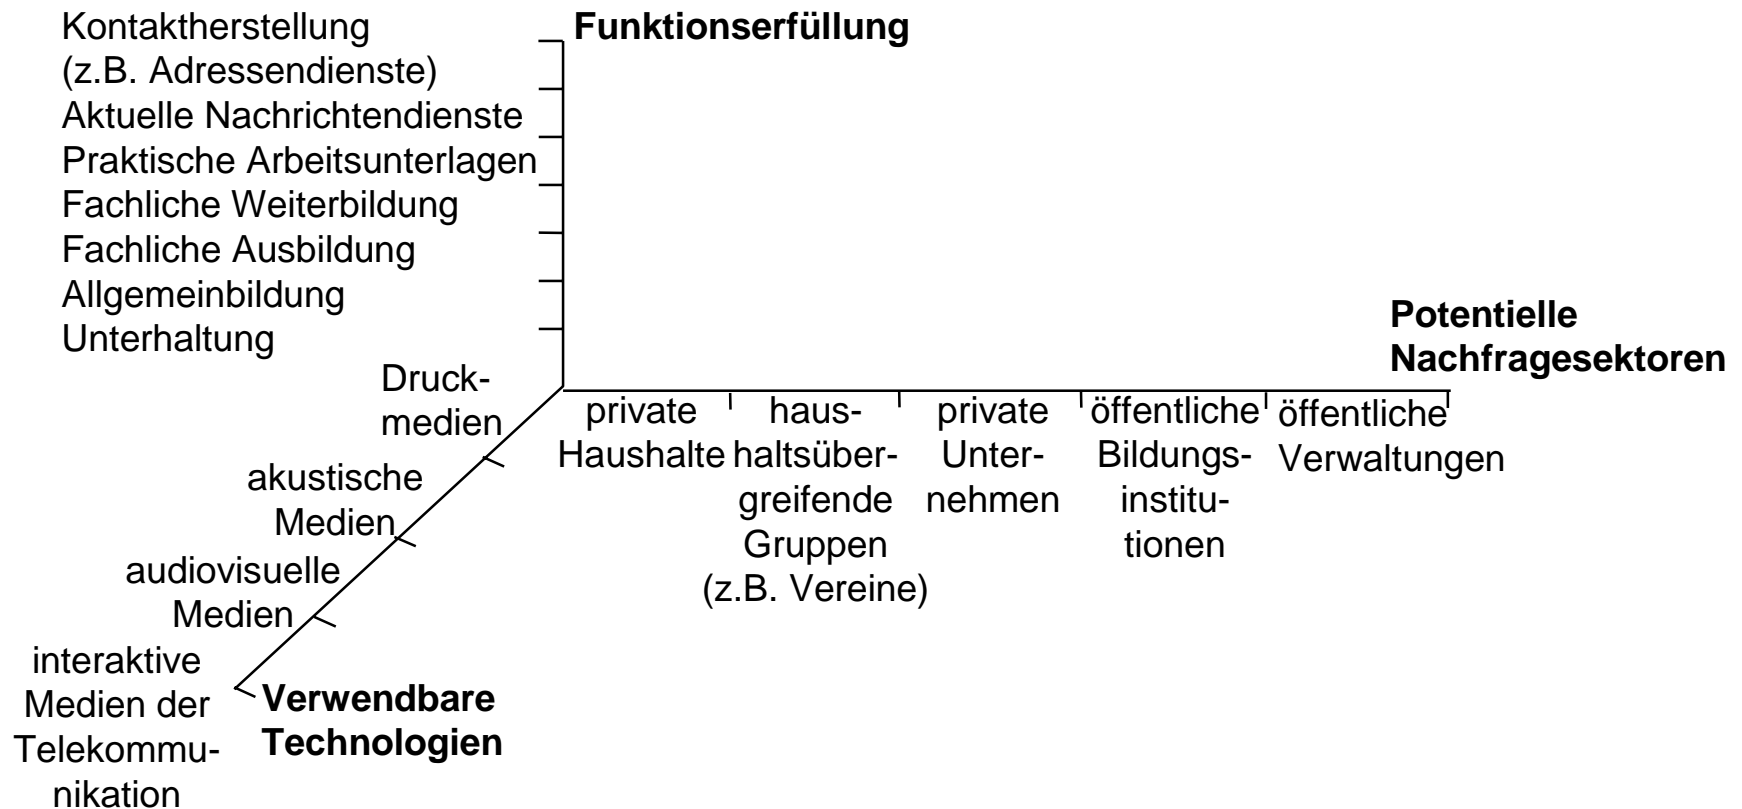 Kontaktherstellung
(z.B. Adressendienste)
Aktuelle Nachrichtendienste
Praktische Arbeitsunterlagen
Fachliche Weiterbildung
Fachliche Ausbildung
Allgemeinbildung
Unterhaltung
Funktionserfüllung
Potentielle
Nachfragesektoren
private
Haushalte
haus-
haltsüber-
greifende
Gruppen
(z.B. Vereine)
private
Unter-
nehmen
öffentliche
Bildungs-
institu-
tionen
öffentliche
Verwaltungen
Druck-
medien
akustische
Medien
audiovisuelle
Medien
interaktive
Medien der
Telekommu-
nikation
Verwendbare
Technologien